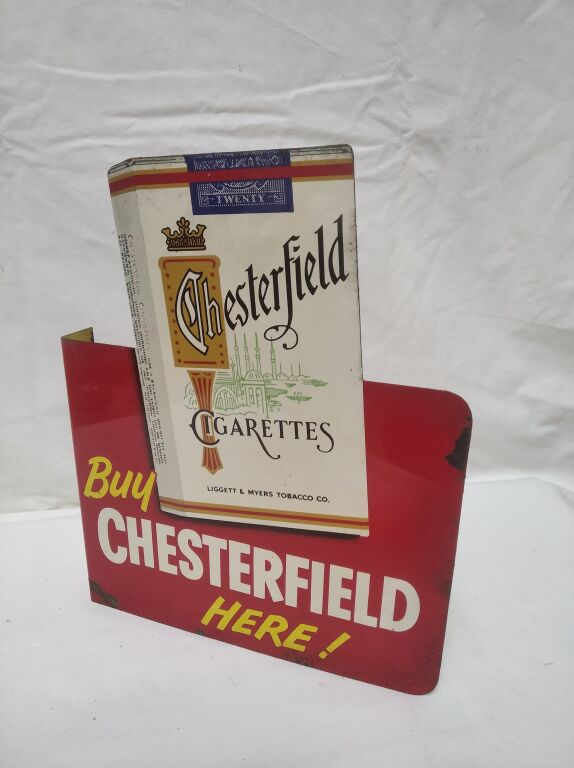 TWENTY
Chesterfield
CIGARETTES
LIGGETT & MYERS TOBACCO CO.
Buy
CHESTERFIELD
HERE!